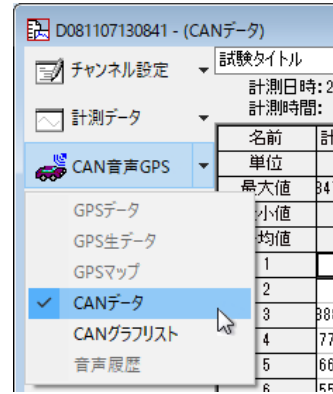 D081107130841 - (CANデータ)
チャンネル設定
計測データ
CAN音声GPS
GPSデータ
GPS生データ
GPSマップ
CANデータ
CANグラフリスト
音声履歴
試験タイトル
計測日時: 2
計測時間:
名前
単位
最大値
小値
均値
1
2
3
4 77
5 66
6 55